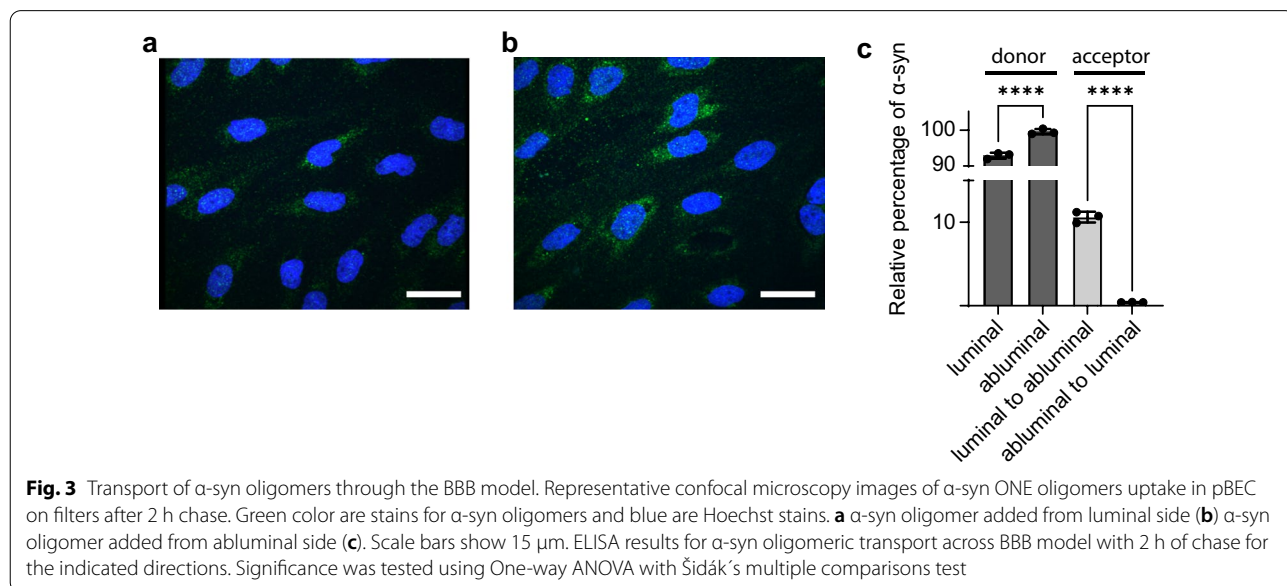 a
b
c
donor acceptor
**** ****
Relative percentage of α-syn
100
90
10
luminal
abluminal
luminal to abluminal
abluminal to luminal
Fig. 3 Transport of α-syn oligomers through the BBB model. Representative confocal microscopy images of α-syn ONE oligomers uptake in pBEC
on filters after 2 h chase. Green color are stains for α-syn oligomers and blue are Hoechst stains. a α-syn oligomer added from luminal side (b) α-syn
oligomer added from abluminal side (c). Scale bars show 15 μm. ELISA results for α-syn oligomeric transport across BBB model with 2 h of chase for
the indicated directions. Significance was tested using One-way ANOVA with Šidák´s multiple comparisons test